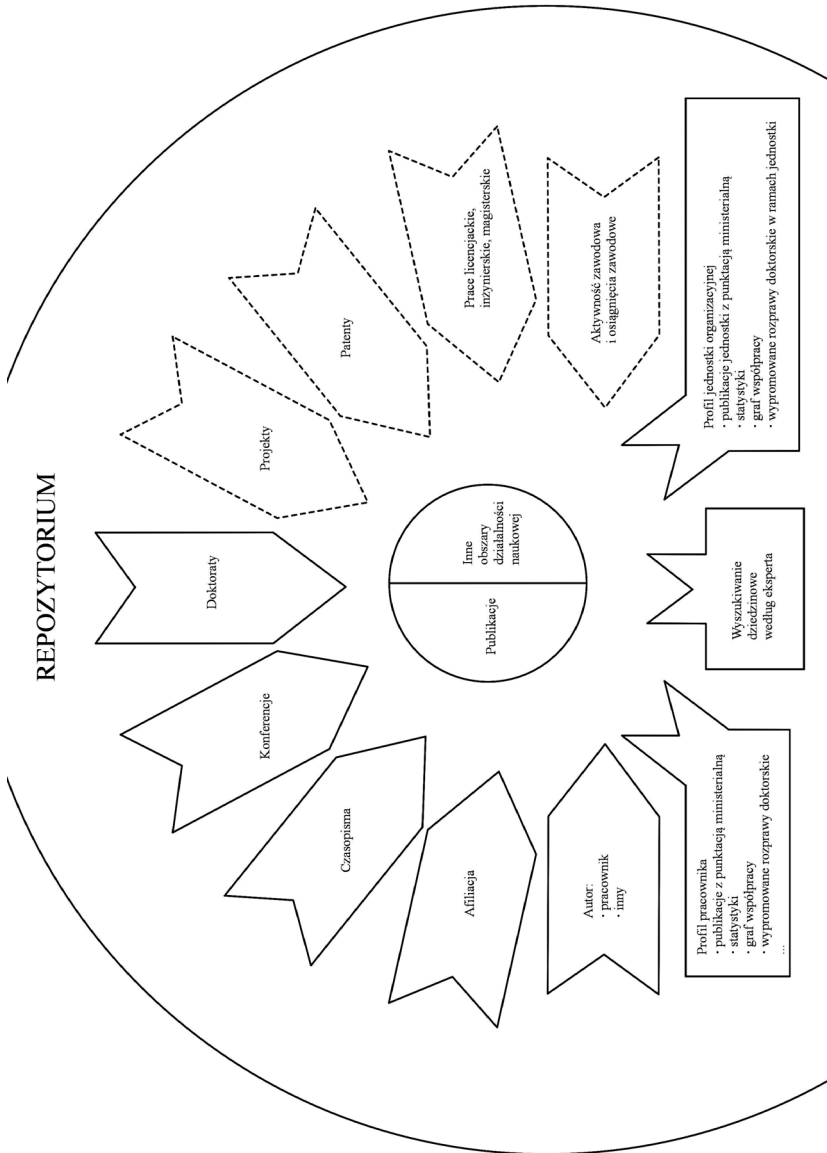 REPOZYTORIUM
Doktoraty
Konferencje
Projekty
Czasopisma
Patenty
Afiliacja
Prace licencjackie,
inżynierskie, magisterskie
Autor:
· pracownik
· inny
Publikacje
Inne
obszary
działalności
naukowej
Aktywność zawodowa
i osiągnięcia zawodowe
Profil pracownika
· publikacje z punktacją ministerialną
· statystyki
· graf współpracy
· wypromowane rozprawy doktorskie
...
Wyszukiwanie
dziedzinowe
według eksperta
Profil jednostki organizacyjnej
· publikacje jednostki z punktacją ministerialną
· statystyki
· graf współpracy
· wypromowane rozprawy doktorskie w ramach jednostki